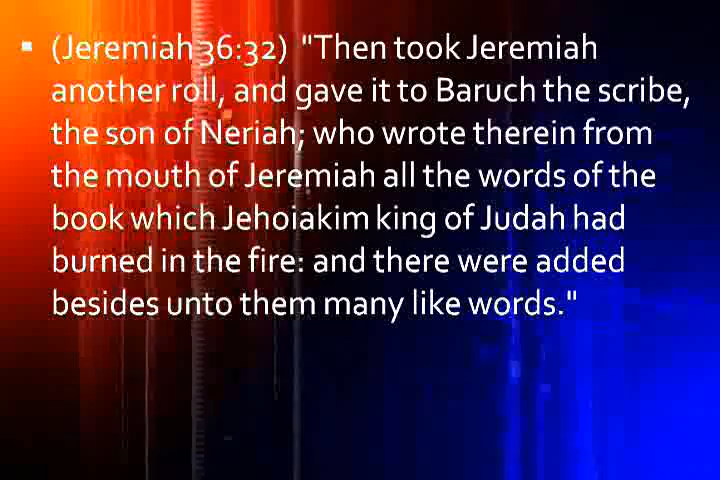 ▪ (Jeremiah 36:32) "Then took Jeremiah
another roll, and gave it to Baruch the scribe,
the son of Neriah; who wrote therein from
the mouth of Jeremiah all the words of the
book which Jehoiakim king of Judah had
burned in the fire: and there were added
besides unto them many like words."